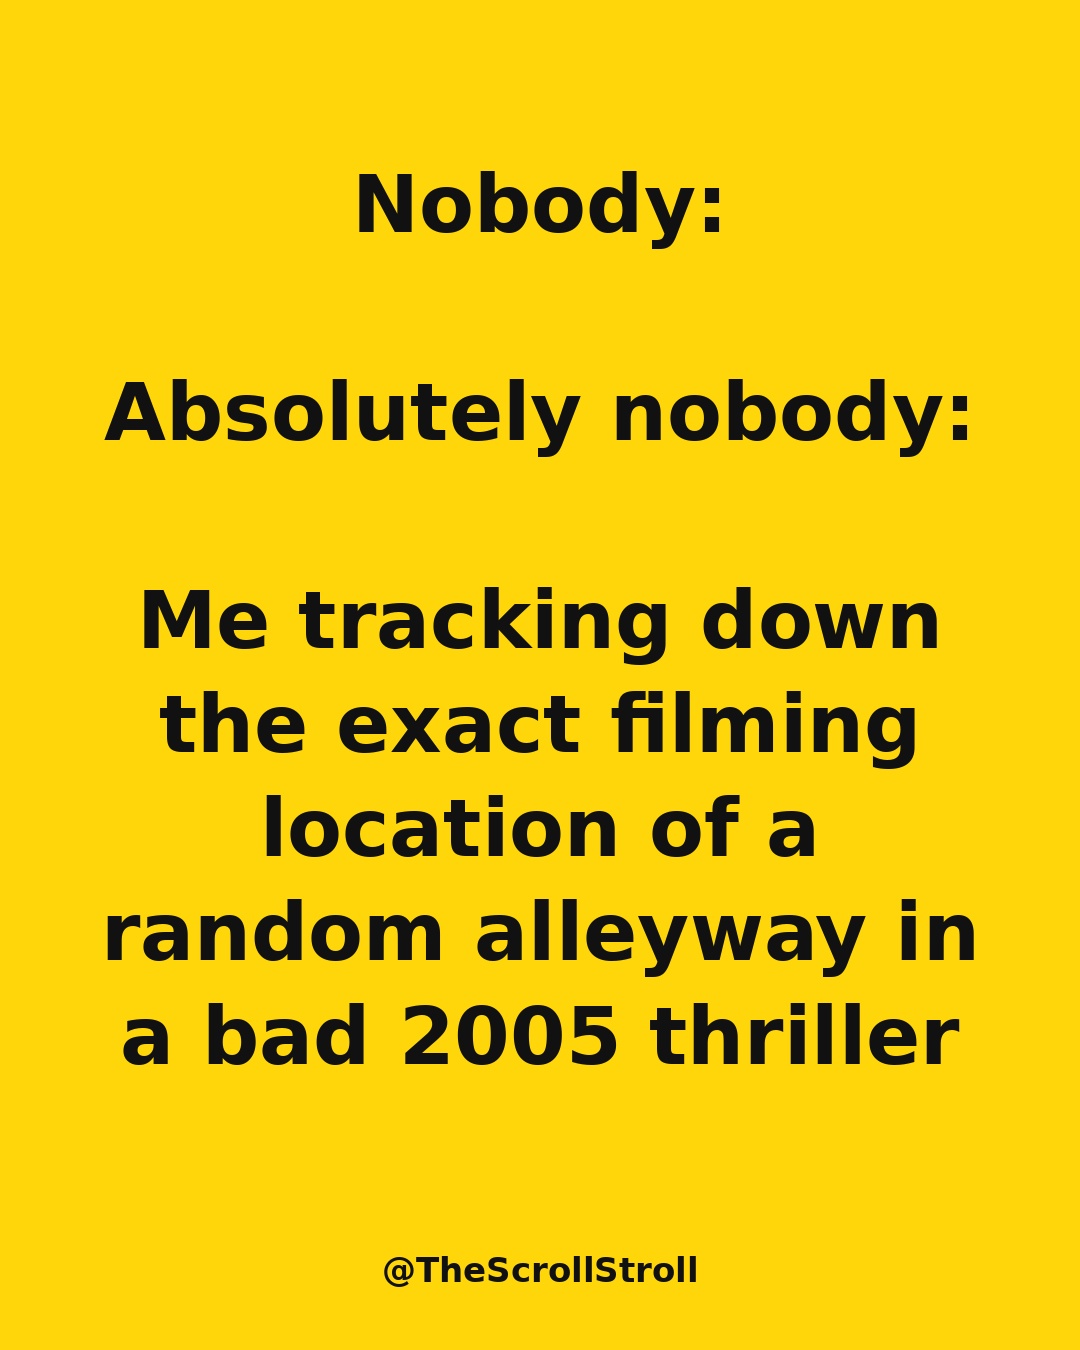 Nobody:
Absolutely nobody:
Me tracking down
the exact filming
location of a
random alleyway in
a bad 2005 thriller
@TheScrollStroll